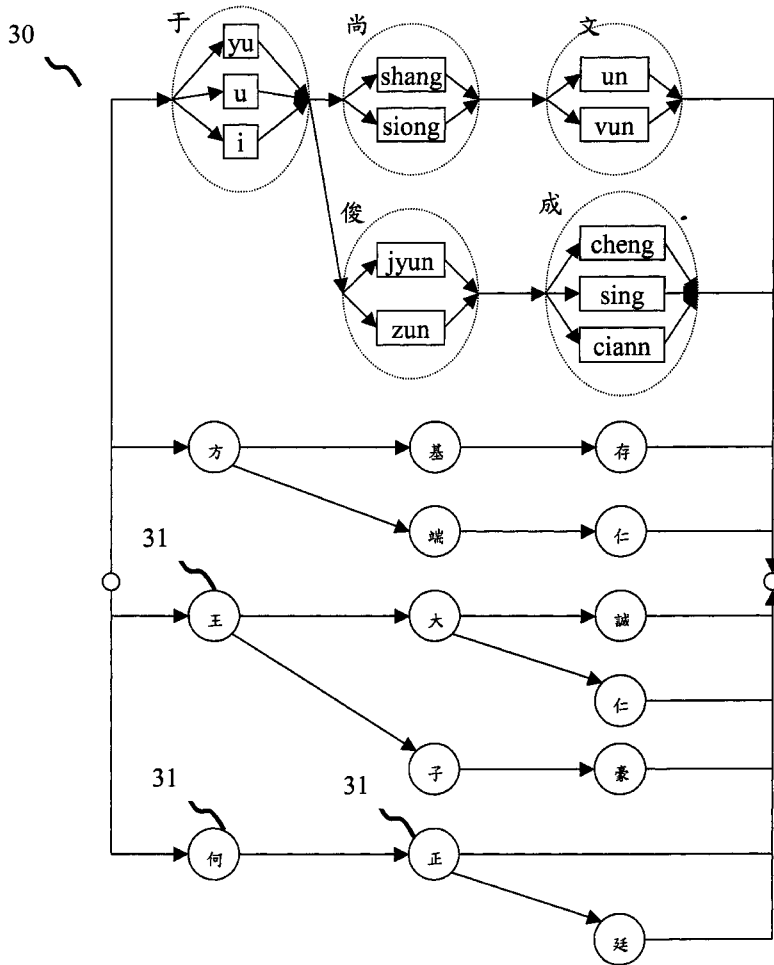 30
于 尚 文
yu
u
i
shang
siong
un
vun
俊 成
jyun
zun
cheng
sing
ciann
方 基 存
端 仁
31
王 大 誠
仁
子 豪
31 31
何 正
廷